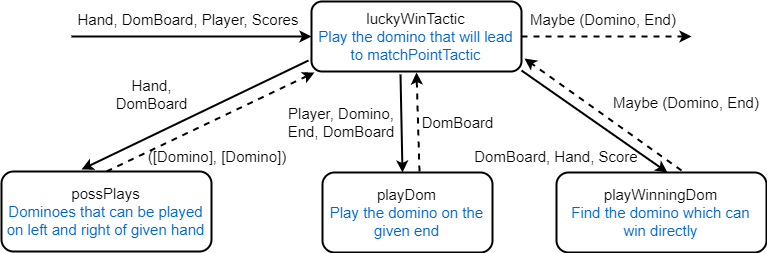 Hand, DomBoard, Player, Scores
luckyWinTactic
Play the domino that will lead
to matchPointTactic
Maybe (Domino, End)
Hand,
DomBoard
([Domino], [Domino])
Player, Domino,
End, DomBoard
DomBoard
Maybe (Domino, End)
DomBoard, Hand, Score
possPlays
Dominoes that can be played
on left and right of given hand
playDom
Play the domino on the
given end
playWinningDom
Find the domino which can
win directly